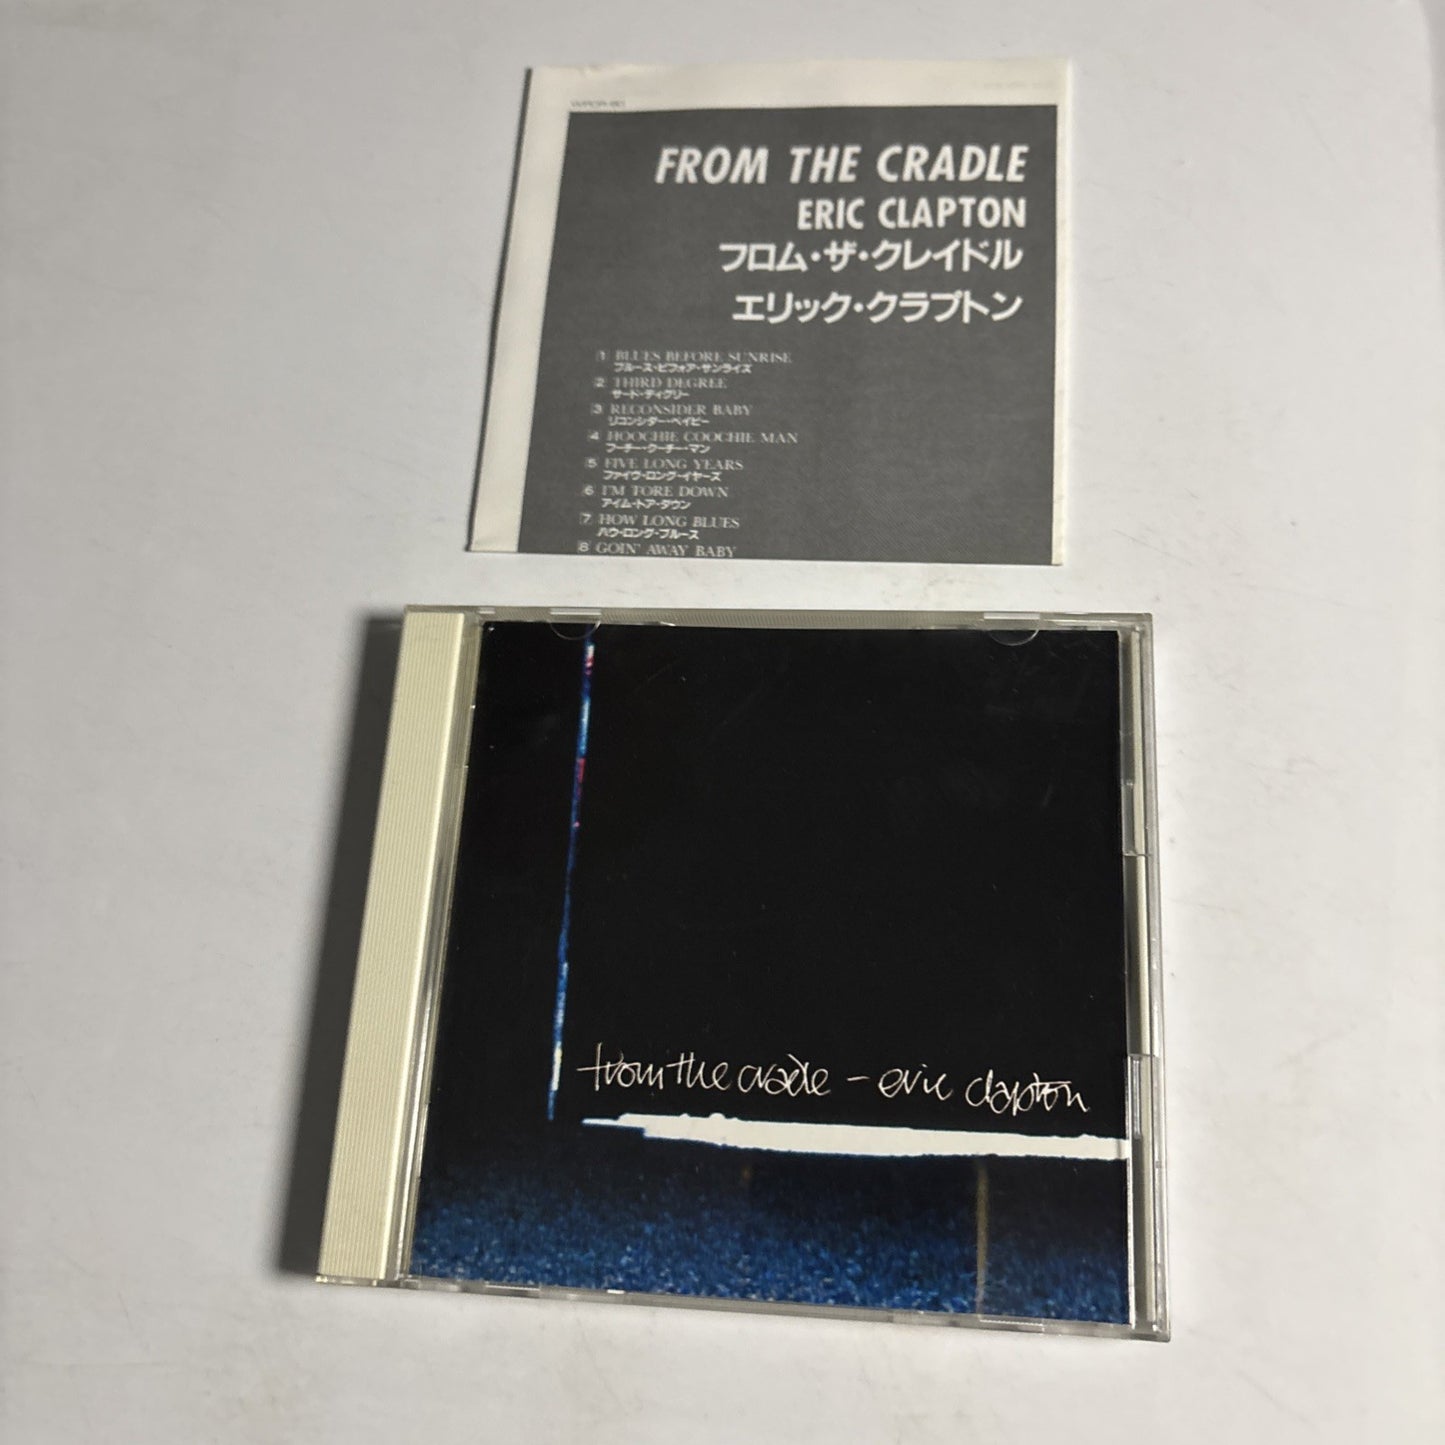 FROM THE CRADLE
ERIC CLAPTON
フロム・ザ・クレイドル
エリック・クラプトン
1 BLUES BEFORE SUNRISE
ブルース・ビフォア・サンライズ
2 THIRD DEGREE
サード・ディグリー
3 RECONSIDER BABY
リコンシダー・ベイビー
4 HOOCHIE COOCHIE MAN
フーチー・クーチー・マン
5 FIVE LONG YEARS
ファイヴ・ロング・イヤーズ
6 I'M TORE DOWN
アイム・トア・ダウン
7 HOW LONG BLUES
ハウ・ロング・ブルース
8 GOIN' AWAY BABY
from the cradle – eric clapton